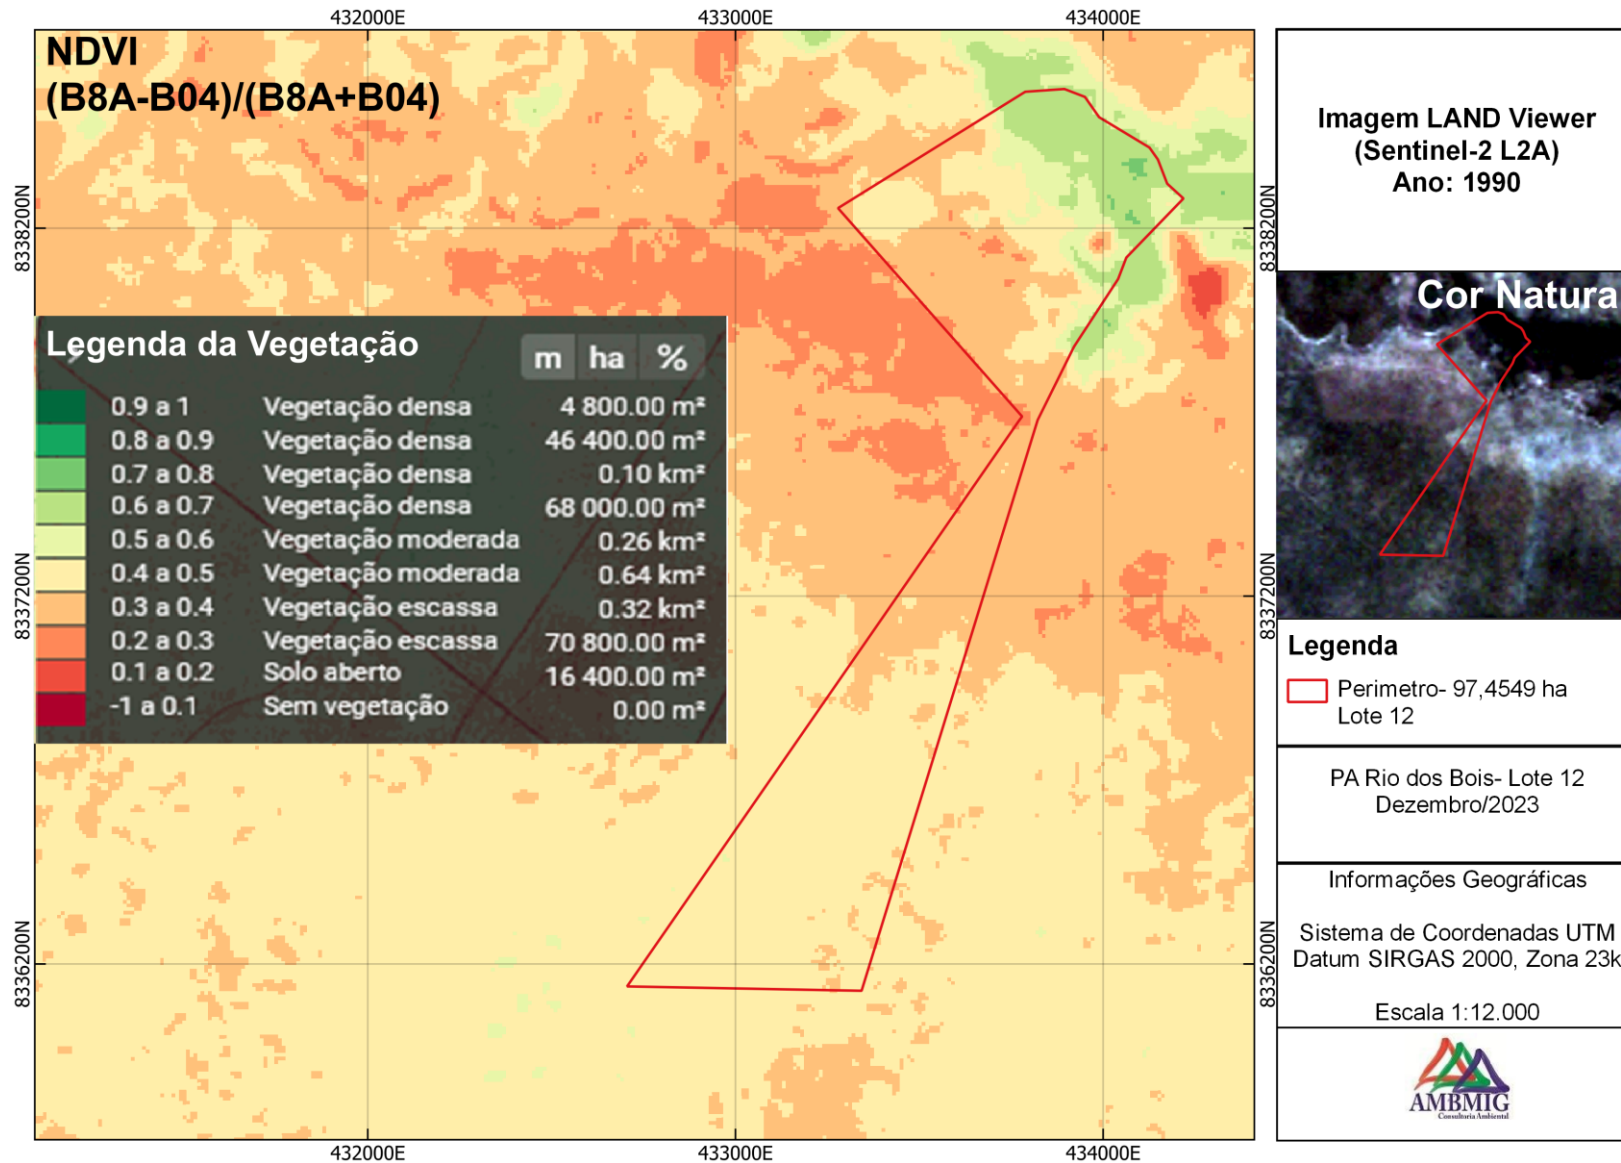 432000E
433000E
434000E
NDVI
(B8A-B04)/(B8A+B04)
8338200N
8337200N
8336200N
Legenda da Vegetação
m ha %
0.9 a 1 Vegetação densa 4 800.00 m²
0.8 a 0.9 Vegetação densa 46 400.00 m²
0.7 a 0.8 Vegetação densa 0.10 km²
0.6 a 0.7 Vegetação densa 68 000.00 m²
0.5 a 0.6 Vegetação moderada 0.26 km²
0.4 a 0.5 Vegetação moderada 0.64 km²
0.3 a 0.4 Vegetação escassa 0.32 km²
0.2 a 0.3 Vegetação escassa 70 800.00 m²
0.1 a 0.2 Solo aberto 16 400.00 m²
-1 a 0.1 Sem vegetação 0.00 m²
8338200N
8337200N
8336200N
432000E
433000E
434000E
Imagem LAND Viewer
(Sentinel-2 L2A)
Ano: 1990
Cor Natura
Legenda
Perimetro- 97,4549 ha
Lote 12
PA Rio dos Bois- Lote 12
Dezembro/2023
Informações Geográficas
Sistema de Coordenadas UTM
Datum SIRGAS 2000, Zona 23k
Escala 1:12.000
AMBMIG
Consultoria Ambiental